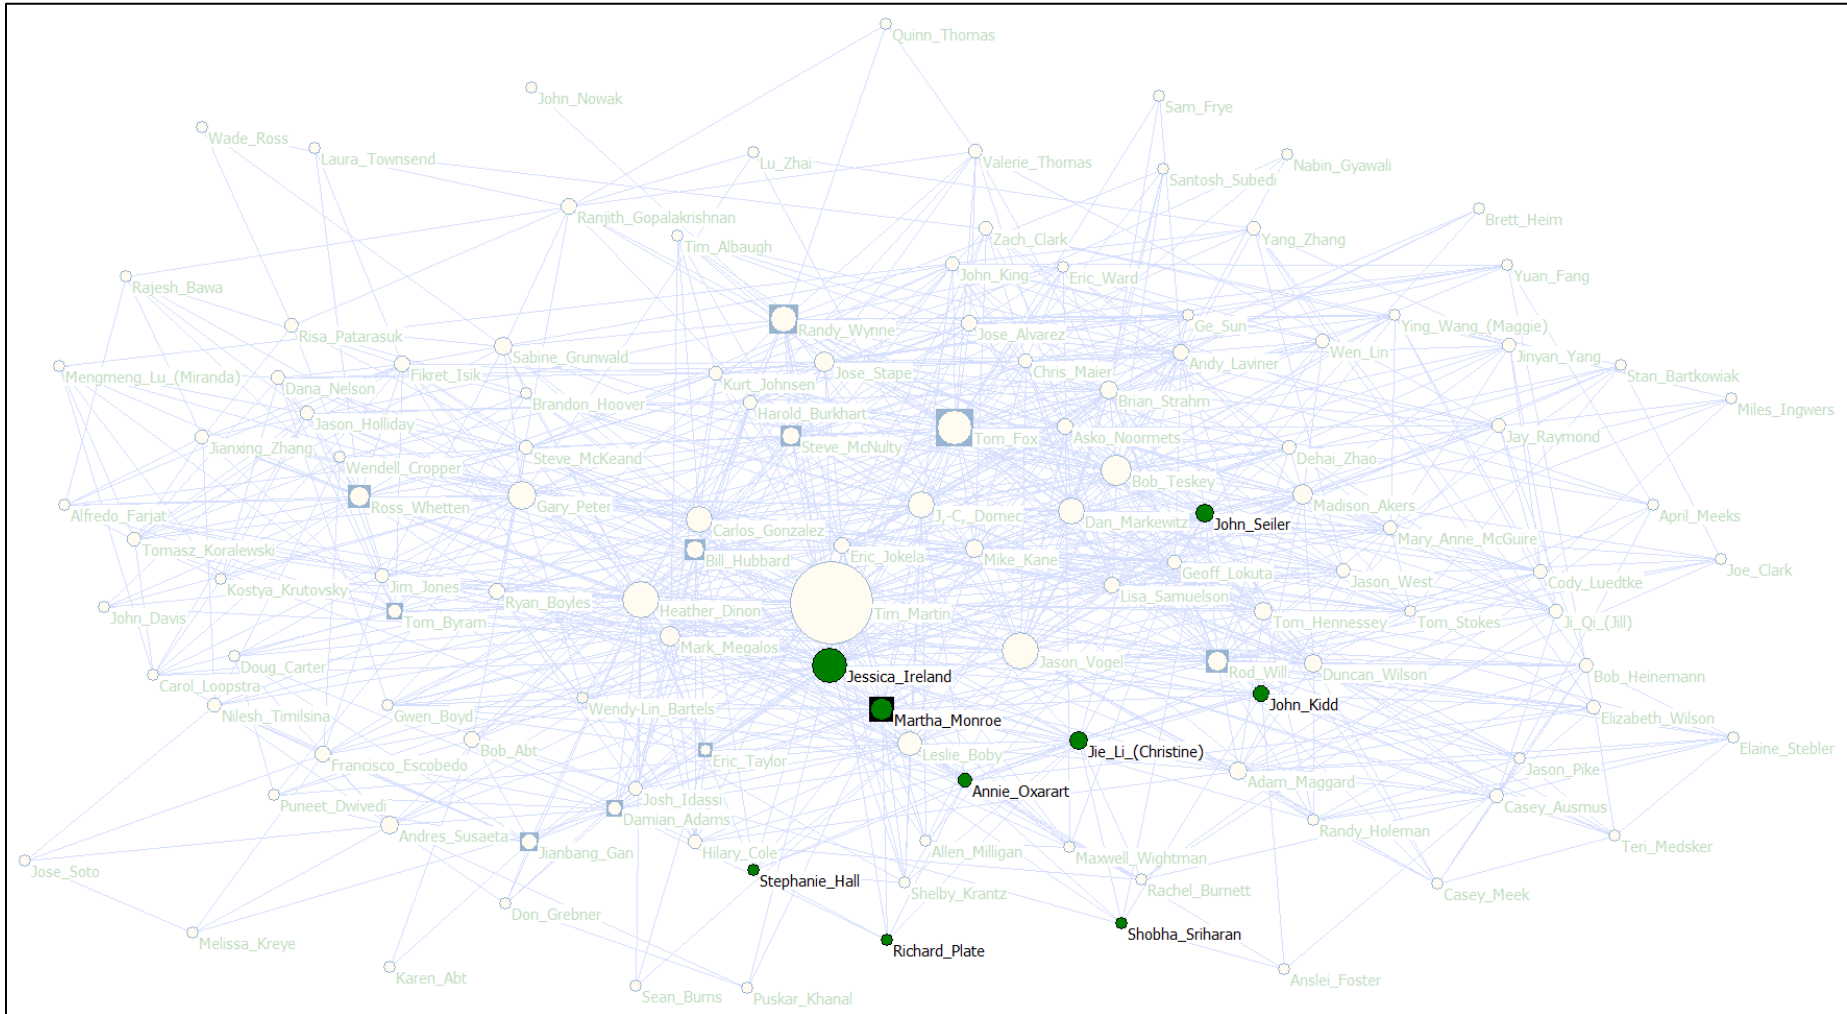 Quinn_Thomas
John_Nowak
Sam_Frye
Wade_Ross
Laura_Townsend
Lu_Zhai
Valerie_Thomas
Nabin_Gyawali
Santosh_Subedi
Ranjith_Gopalakrishnan
Brett_Heim
Tim_Albaugh
Zach_Clark
Yang_Zhang
John_King
Eric_Ward
Yuan_Fang
Rajesh_Bawa
Randy_Wynne
Jose_Alvarez
Ge_Sun
Ying_Wang_(Maggie)
Risa_Patarasuk
Sabine_Grunwald
Wen_Lin
Jinyan_Yang
Andy_Laviner
Mengmeng_Lu_(Miranda)
Fikret_Isik
Jose_Stape
Chris_Maier
Stan_Bartkowiak
Dana_Nelson
Kurt_Johnsen
Brandon_Hoover
Brian_Strahm
Miles_Ingwers
Harold_Burkhart
Jason_Holliday
Tom_Fox
Asko_Noormets
Jay_Raymond
Jianxing_Zhang
Steve_McNulty
Steve_McKeand
Dehai_Zhao
Wendell_Cropper
Bob_Teskey
Ross_Whetten
Gary_Peter
Madison_Akers
Alfredo_Farjat
J,-C,_Domec
Dan_Markewitz
John_Seiler
April_Meeks
Carlos_Gonzalez
Mary_Anne_McGuire
Tomasz_Koralewski
Eric_Jokela
Bill_Hubbard
Mike_Kane
Joe_Clark
Geoff_Lokuta
Jason_West
Cody_Luedtke
Kostya_Krutovsky
Jim_Jones
Ryan_Boyles
Lisa_Samuelson
Heather_Dinon
Tim_Martin
John_Davis
Tom_Byram
Tom_Hennessey
Tom_Stokes
Ji_Qi_(Jill)
Mark_Megalos
Doug_Carter
Jason_Vogel
Rod_Will
Duncan_Wilson
Jessica_Ireland
Bob_Heinemann
Carol_Loopstra
Wendy-Lin_Bartels
John_Kidd
Nilesh_Timilsina
Gwen_Boyd
Martha_Monroe
Elizabeth_Wilson
Bob_Abt
Leslie_Boby
Jie_Li_(Christine)
Elaine_Stebler
Eric_Taylor
Francisco_Escobedo
Jason_Pike
Adam_Maggard
Annie_Oxarart
Josh_Idassi
Puneet_Dwivedi
Casey_Ausmus
Damian_Adams
Randy_Holeman
Andres_Susaeta
Teri_Medsker
Jianbang_Gan
Hilary_Cole
Allen_Milligan
Maxwell_Wightman
Jose_Soto
Stephanie_Hall
Rachel_Burnett
Shelby_Krantz
Casey_Meek
Don_Grebner
Shobha_Sriharan
Melissa_Kreye
Richard_Plate
Karen_Abt
Anslei_Foster
Sean_Burns
Puskar_Khanal